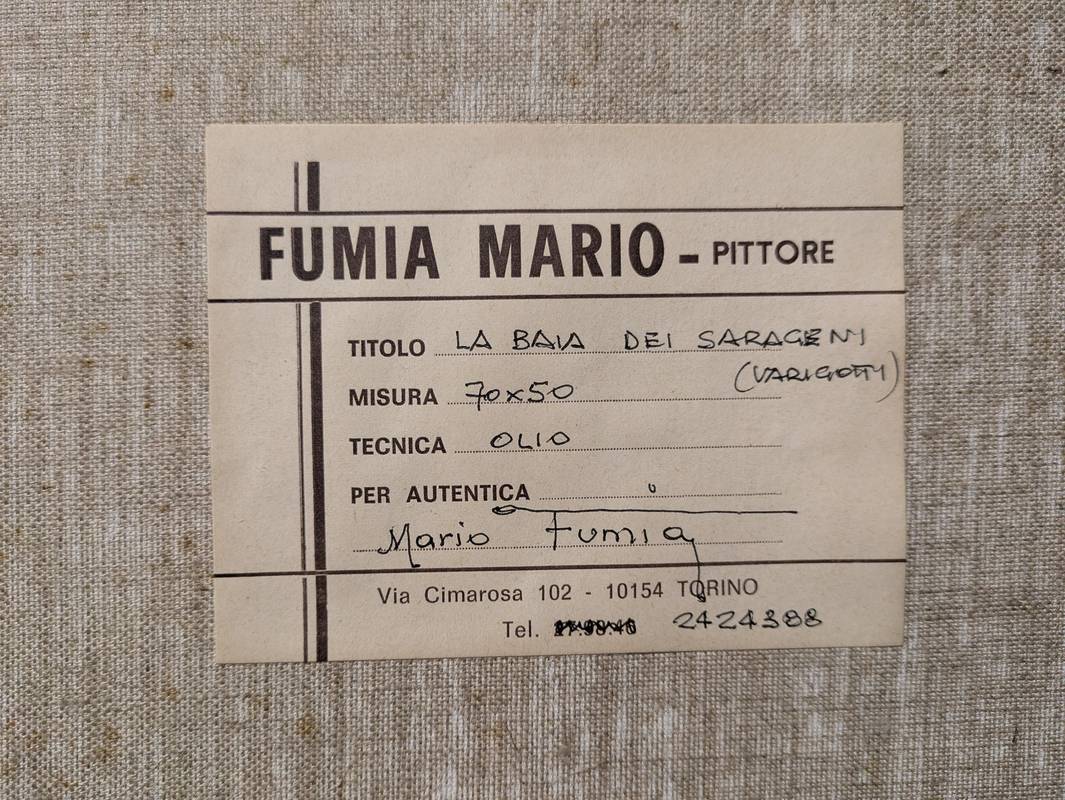 FUMIA MARIO - PITTORE
TITOLO LA BAIA DEI SARACENI
(VARIGOTTI)
MISURA 70x50
TECNICA OLIO
PER AUTENTICA
Mario Fumia
Via Cimarosa 102 - 10154 TORINO
Tel. 2424388